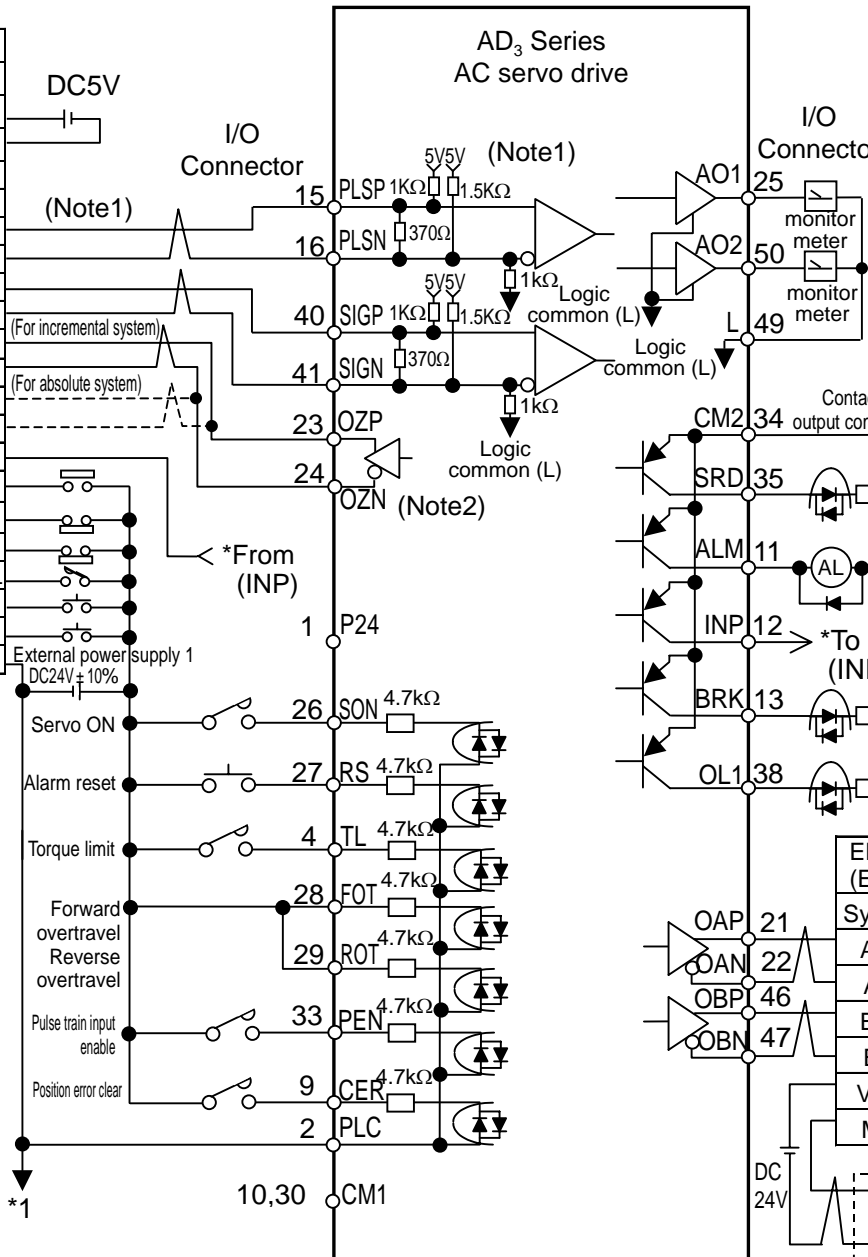 AD3 Series
AC servo drive
DC5V
I/O
Connector
I/O
(Note1)
(Note1)
5V5V
1KΩ
1.5KΩ
15
PLSP
370Ω
16
PLSN
1kΩ
Logic
common (L)
5V5V
1KΩ
1.5KΩ
40
SIGP
370Ω
41
SIGN
1kΩ
Logic
common (L)
(For incremental system)
(For absolute system)
23
OZP
24
OZN
(Note2)
AO1
25
monitor
meter
AO2
50
monitor
meter
L
49
Logic
common (L)
CM2
34
SRD
35
ALM
11
AL
INP
12
*To
BRK
13
OL1
38
*From
(INP)
1
P24
External power supply 1
DC24V ± 10%
Servo ON
26
SON
4.7kΩ
Alarm reset
27
RS
4.7kΩ
Torque limit
4
TL
4.7kΩ
Forward
overtravel
28
FOT
4.7kΩ
Reverse
overtravel
29
ROT
4.7kΩ
Pulse train input
enable
33
PEN
4.7kΩ
Position error clear
9
CER
4.7kΩ
2
PLC
*1
10,30
CM1
OAP
21
OAN
22
OBP
46
OBN
47
DC
24V
output